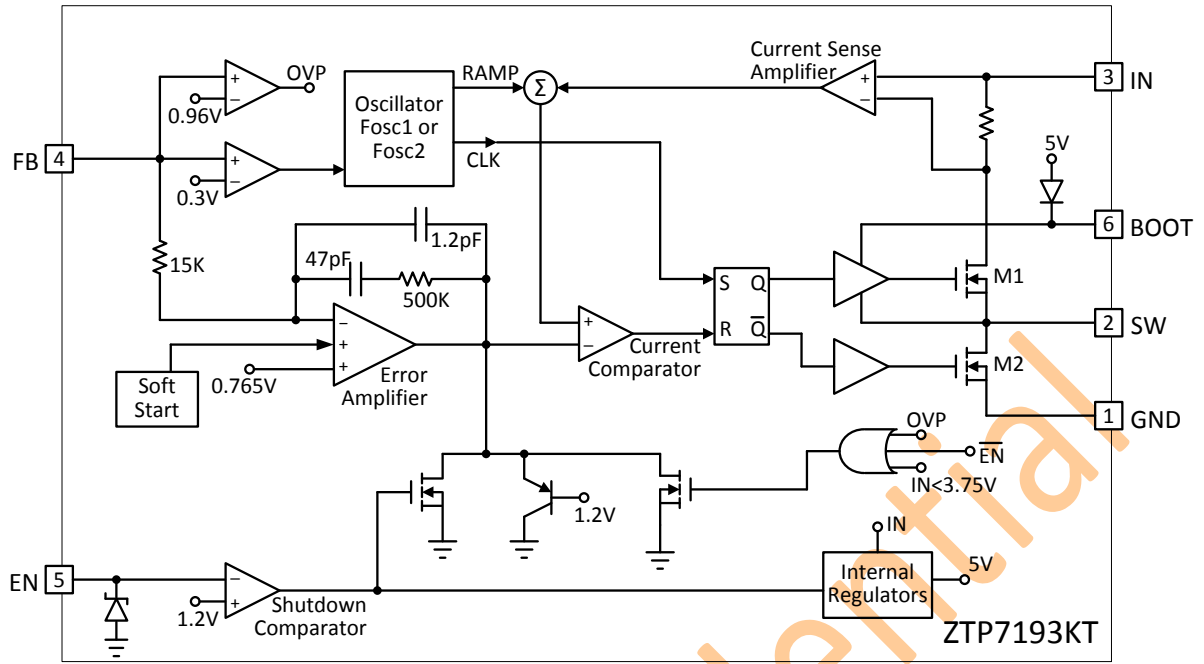 Current Sense
Amplifier
3 IN
OVP
RAMP
Σ
+
−
0.96V
Oscillator
Fosc1 or
Fosc2
CLK
5V
FB 4
+
−
0.3V
6 BOOT
1.2pF
15K
47pF
500K
S Q
R Q̅
M1
2 SW
−
+
+
Error
Amplifier
Soft
Start
0.765V
+
−
Current
Comparator
M2
1 GND
OVP
E̅N̅
IN<3.75V
1.2V
IN
EN 5
−
+
1.2V
Shutdown
Comparator
Internal
Regulators
5V
ZTP7193KT
+
−
ential